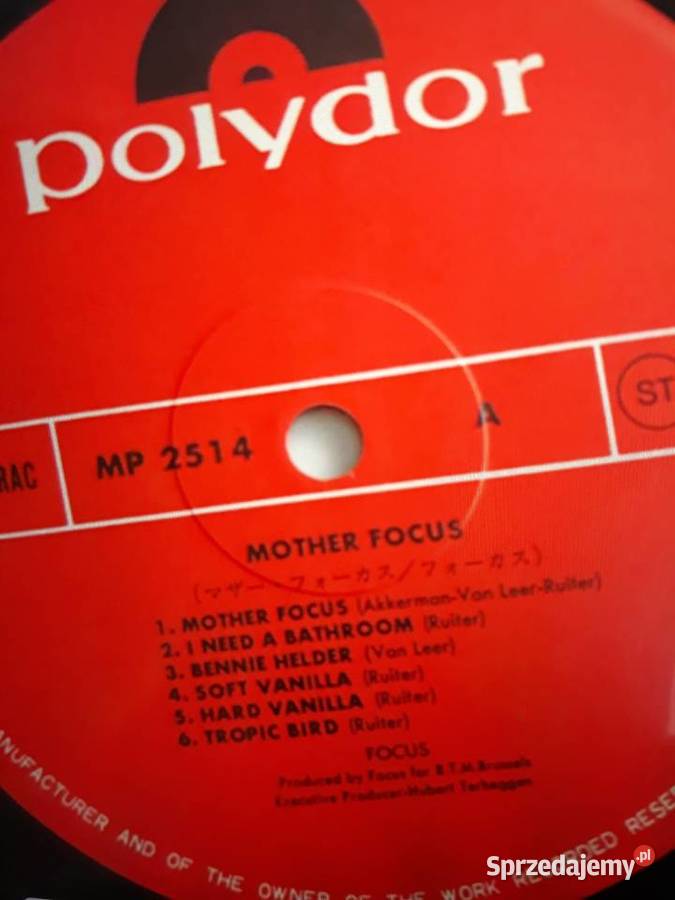 polydor
RAC
MP 2514
A
ST
MOTHER FOCUS
(マザー・フォーカス/フォーカス)
1. MOTHER FOCUS (Akkerman-Van Leer-Ruiter)
2. I NEED A BATHROOM (Ruiter)
3. BENNIE HELDER (Van Leer)
4. SOFT VANILLA (Ruiter)
5. HARD VANILLA (Ruiter)
6. TROPIC BIRD (Ruiter)
FOCUS
Produced by Focus for R.T.M. Brussels
Executive Producer-Hubert Terheggen
ANUFACTURER AND OF THE OWNER OF THE WORK RECORDED RESE
Sprzedajemy.pl